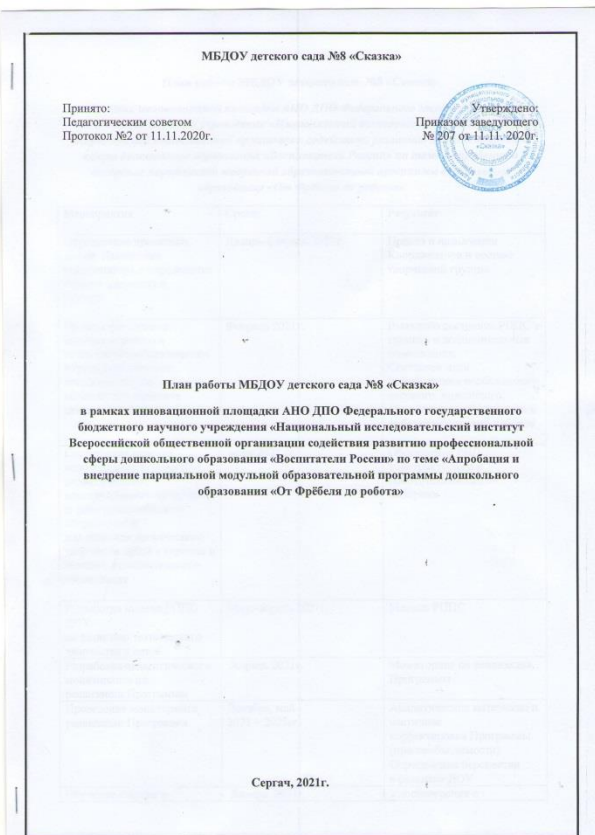 МБДОУ детского сада №8 «Сказка»
Принято:
Педагогическим советом
Протокол №2 от 11.11.2020г.
Утверждено:
Приказом заведующего
№ 207 от 11.11. 2020г.
«Сказка»
План работы МБДОУ детского сада №8 «Сказка»
в рамках инновационной площадки АНО ДПО Федерального государственного
бюджетного научного учреждения «Национальный исследовательский институт
Всероссийской общественной организации содействия развитию профессиональной
сферы дошкольного образования «Воспитатели России» по теме «Апробация и
внедрение парциальной модульной образовательной программы дошкольного
образования «От Фрёбеля до робота»
Сергач, 2021г.